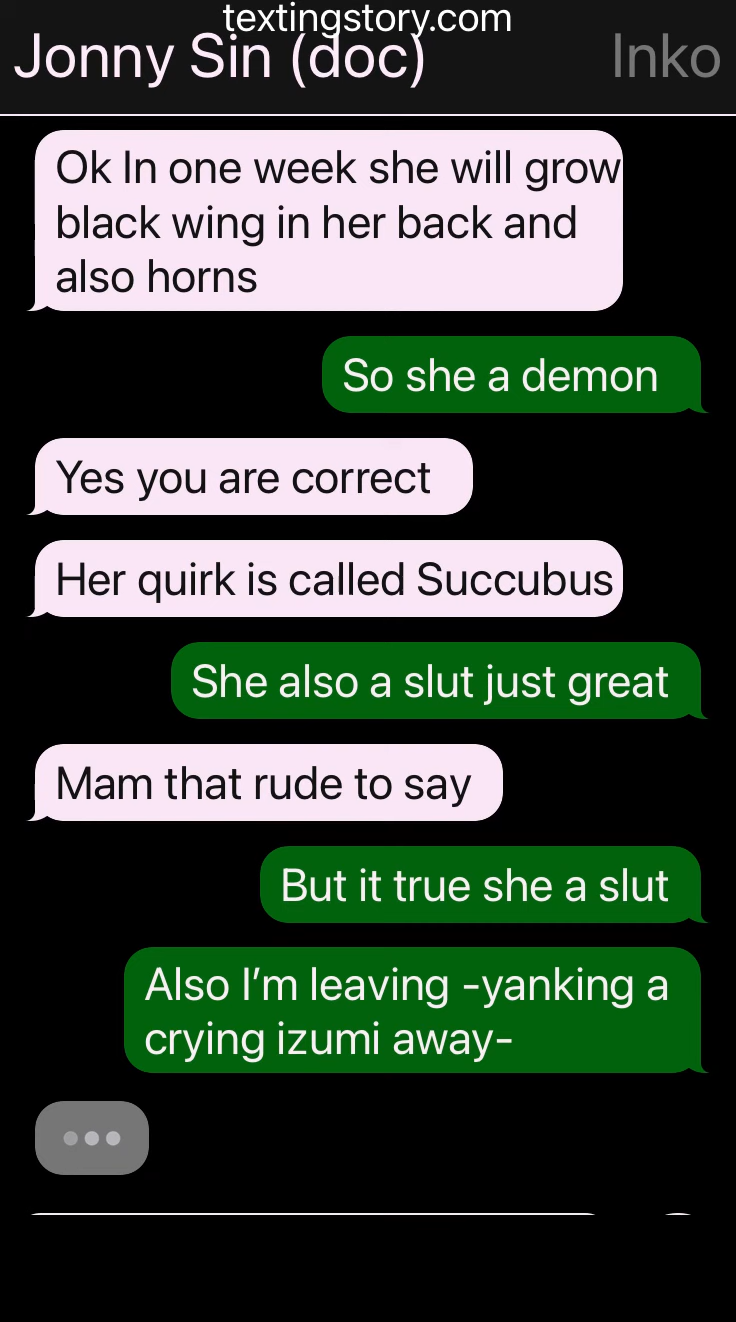 textingstory.com
Jonny Sin (doc)
Inko
Ok In one week she will grow
black wing in her back and
also horns
So she a demon
Yes you are correct
Her quirk is called Succubus
She also a slut just great
Mam that rude to say
But it true she a slut
Also I’m leaving -yanking a
crying izumi away-